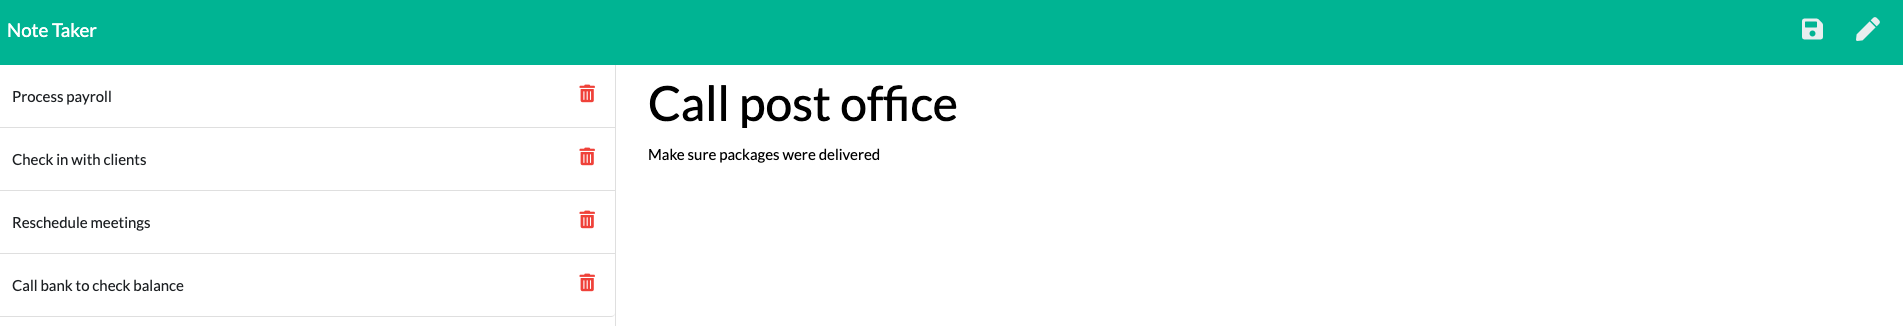 Note Taker
Process payroll
Check in with clients
Reschedule meetings
Call bank to check balance
Call post office
Make sure packages were delivered